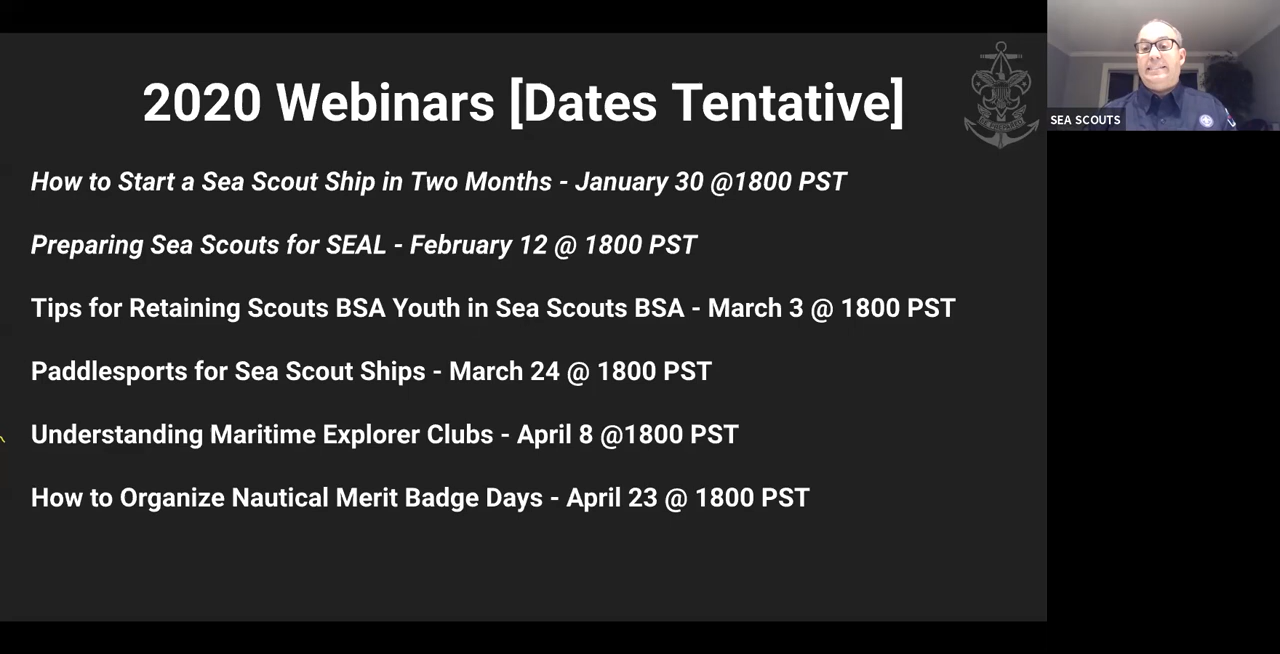 2020 Webinars [Dates Tentative]
How to Start a Sea Scout Ship in Two Months - January 30 @1800 PST
Preparing Sea Scouts for SEAL - February 12 @ 1800 PST
Tips for Retaining Scouts BSA Youth in Sea Scouts BSA - March 3 @ 1800 PST
Paddlesports for Sea Scout Ships - March 24 @ 1800 PST
Understanding Maritime Explorer Clubs - April 8 @1800 PST
How to Organize Nautical Merit Badge Days - April 23 @ 1800 PST
BE PREPARED
SEA SCOUTS